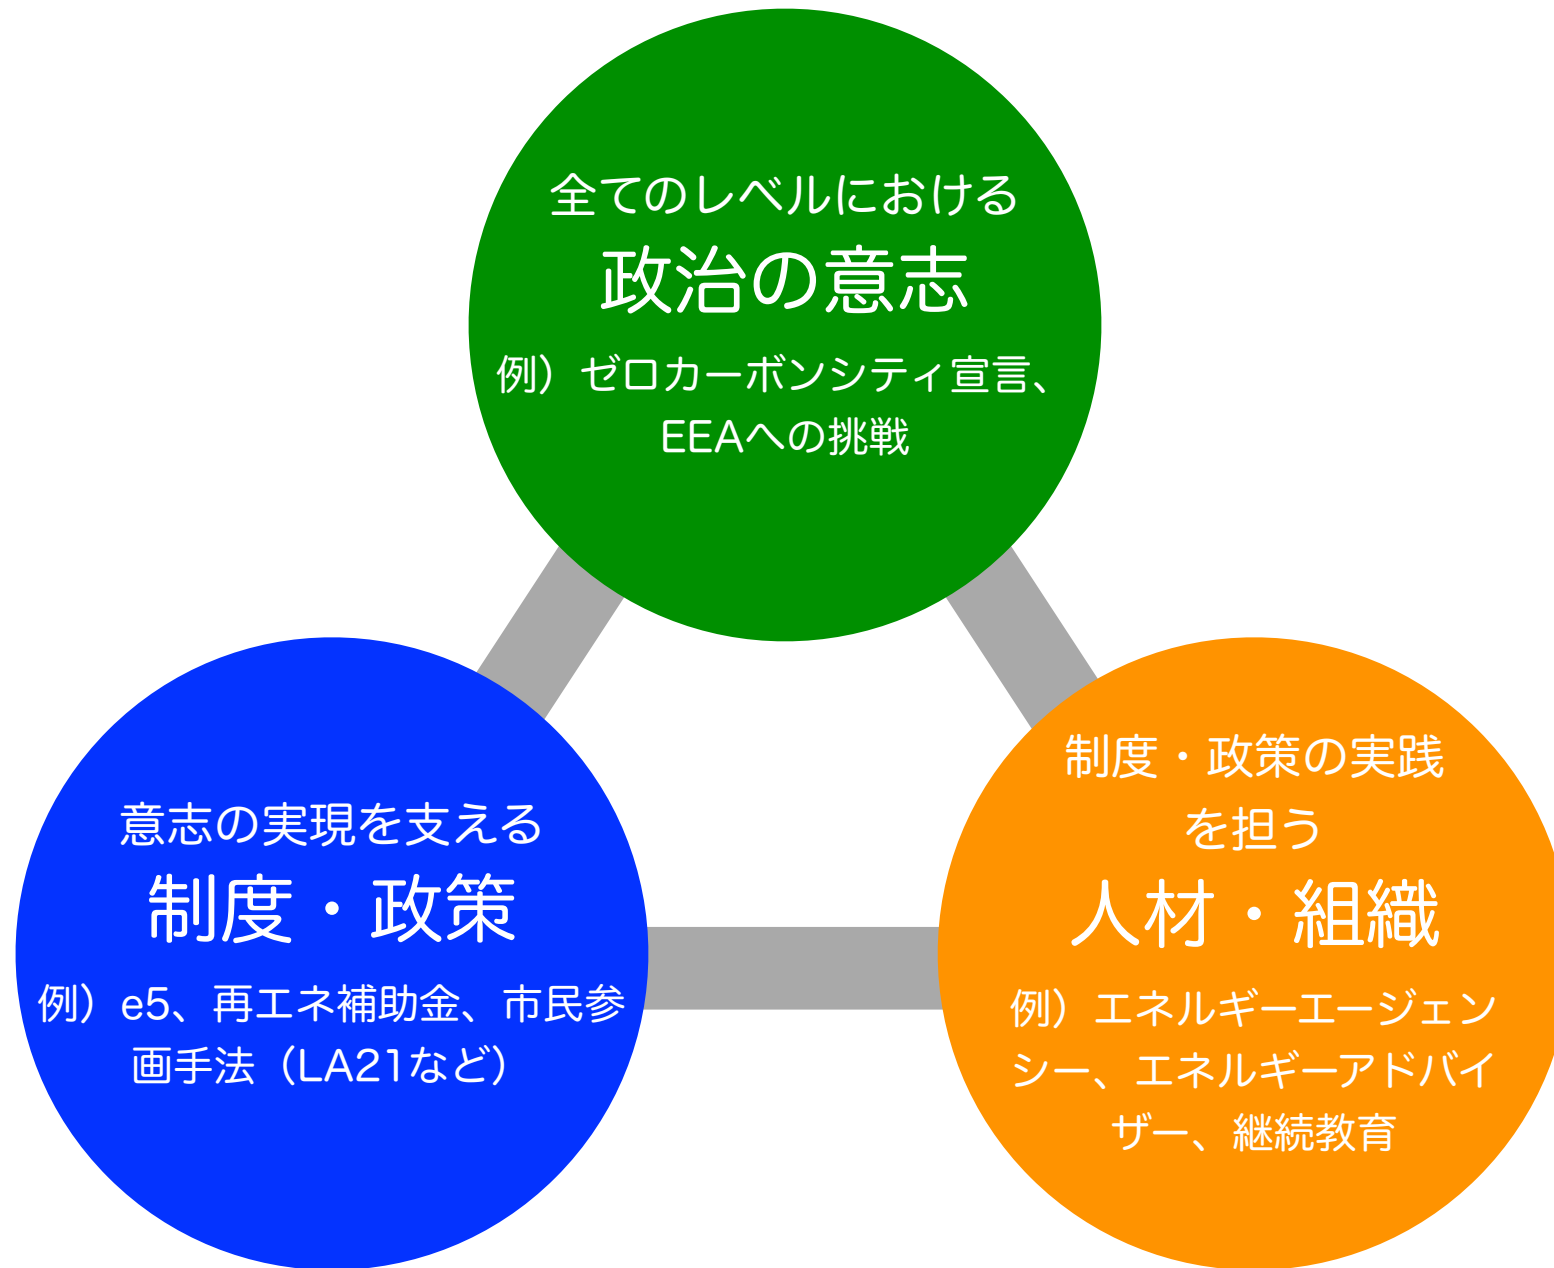 全てのレベルにおける
政治の意志
例）ゼロカーボンシティ宣言、
EEAへの挑戦
意志の実現を支える
制度・政策
例）e5、再エネ補助金、市民参
画手法（LA21など）
制度・政策の実践
を担う
人材・組織
例）エネルギーエージェン
シー、エネルギーアドバイ
ザー、継続教育